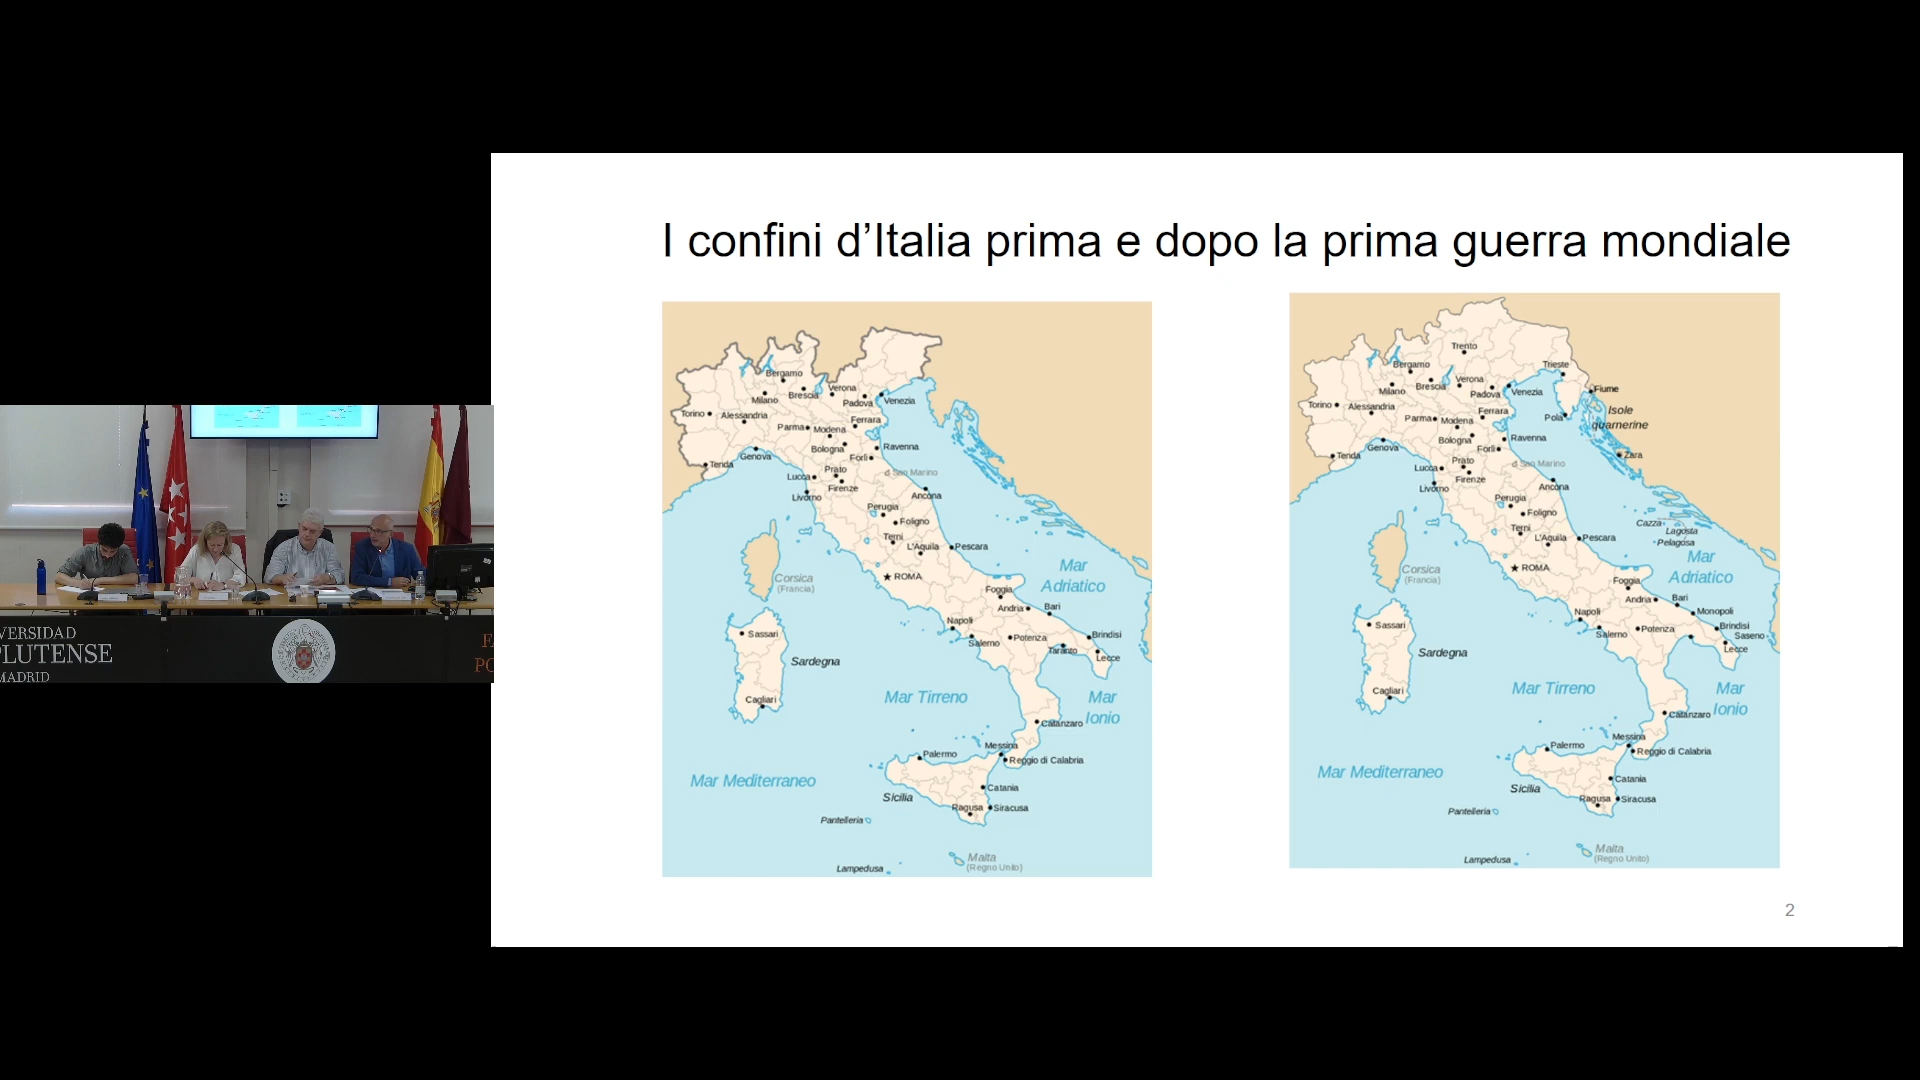 I confini d’Italia prima e dopo la prima guerra mondiale
Bergamo
Milano
Brescia
Verona
Padova
Venezia
Torino
Alessandria
Parma
Modena
Ferrara
Bologna
Ravenna
Forlì
Genova
Tenda
Lucca
Prato
Firenze
d San Marino
Livorno
Ancona
Perugia
Foligno
Terni
L'Aquila
Pescara
Corsica
(Francia)
ROMA
Mar
Adriatico
Foggia
Andria
Bari
Napoli
Salerno
Potenza
Brindisi
Taranto
Lecce
Sassari
Sardegna
Cagliari
Mar Tirreno
Mar
Ionio
Catanzaro
Messina
Palermo
Reggio di Calabria
Mar Mediterraneo
Sicilia
Catania
Ragusa
Siracusa
Pantelleria
Malta
(Regno Unito)
Lampedusa
Trento
Bergamo
Milano
Brescia
Verona
Padova
Venezia
Trieste
Fiume
Isole
quarnerine
Pola
Torino
Alessandria
Parma
Modena
Ferrara
Bologna
Ravenna
Forlì
Zara
Genova
Tenda
Lucca
Prato
Firenze
d San Marino
Livorno
Ancona
Perugia
Foligno
Terni
L'Aquila
Pescara
Cazza
Lagosta
Pelagosa
Mar
Adriatico
Corsica
(Francia)
ROMA
Foggia
Andria
Bari
Monopoli
Napoli
Salerno
Potenza
Brindisi
Saseno
Lecce
Sassari
Sardegna
Cagliari
Mar Tirreno
Mar
Ionio
Catanzaro
Messina
Palermo
Reggio di Calabria
Mar Mediterraneo
Sicilia
Catania
Ragusa
Siracusa
Pantelleria
Malta
(Regno Unito)
Lampedusa
2
VERSIDAD
PLUTENSE
MADRID
F
PO